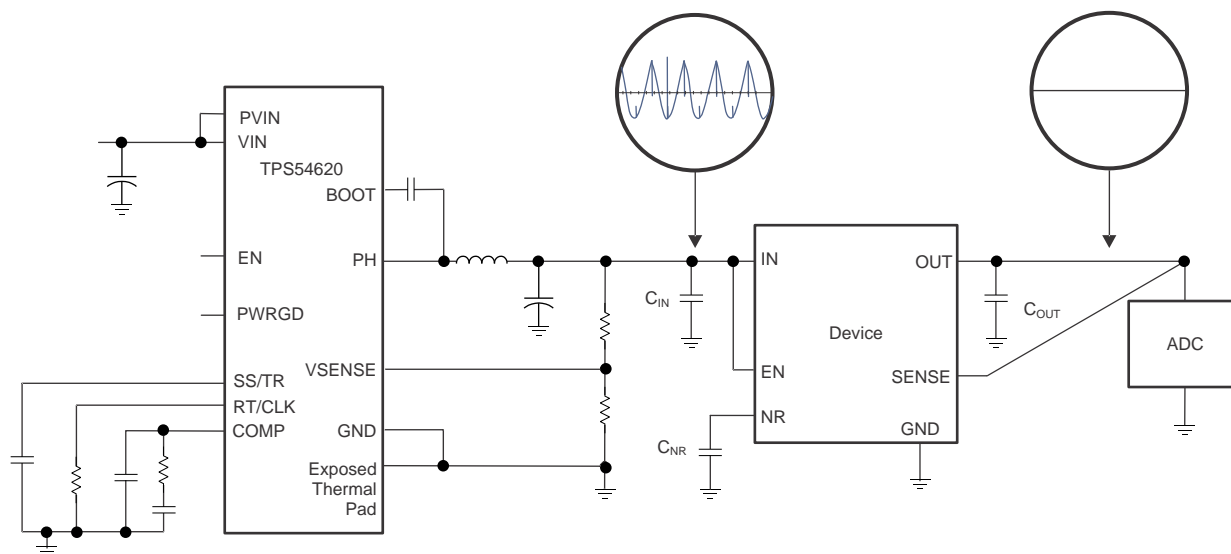 PVIN
VIN
TPS54620
BOOT
EN
PH
PWRGD
VSENSE
SS/TR
RT/CLK
COMP
GND
Exposed
Thermal
Pad
IN
OUT
C_IN
C_OUT
Device
ADC
EN
SENSE
NR
GND
C_NR